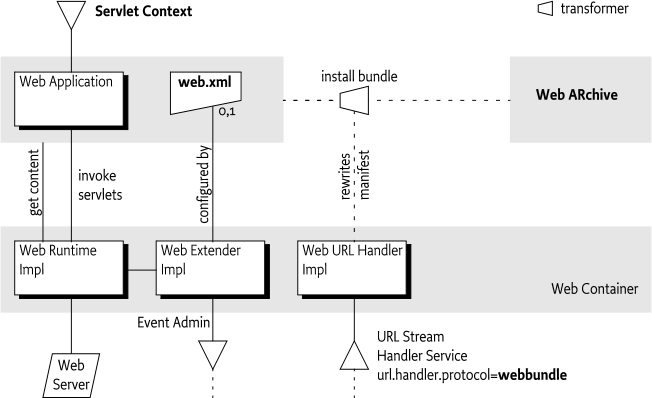 Servlet Context
transformer
Web Application
web.xml
0,1
install bundle
Web ARchive
get content
invoke
servlets
configured by
rewrites
manifest
Web Runtime
Impl
Web Extender
Impl
Web URL Handler
Impl
Web Container
Event Admin
Web
Server
URL Stream
Handler Service
url.handler.protocol=webbundle